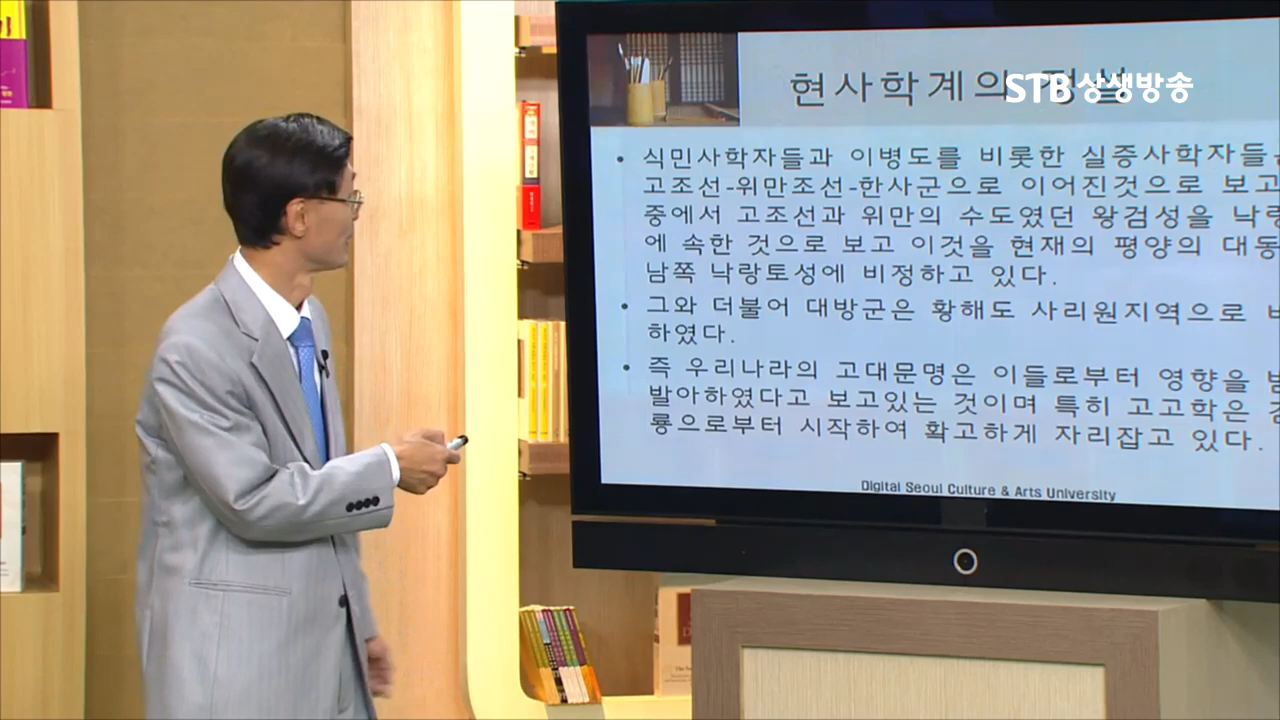 현사학계의 정설
STB상생방송
• 식민사학자들과 이병도를 비롯한 실증사학자들은
고조선-위만조선-한사군으로 이어진것으로 보고
중에서 고조선과 위만의 수도였던 왕검성을 낙랑
에 속한 것으로 보고 이것을 현재의 평양의 대동
남쪽 낙랑토성에 비정하고 있다.
• 그와 더불어 대방군은 황해도 사리원지역으로
하였다.
• 즉 우리나라의 고대문명은 이들로부터 영향을
발아하였다고 보고있는 것이며 특히 고고학은
룡으로부터 시작하여 확고하게 자리잡고 있다.
Digital Seoul Culture & Arts University